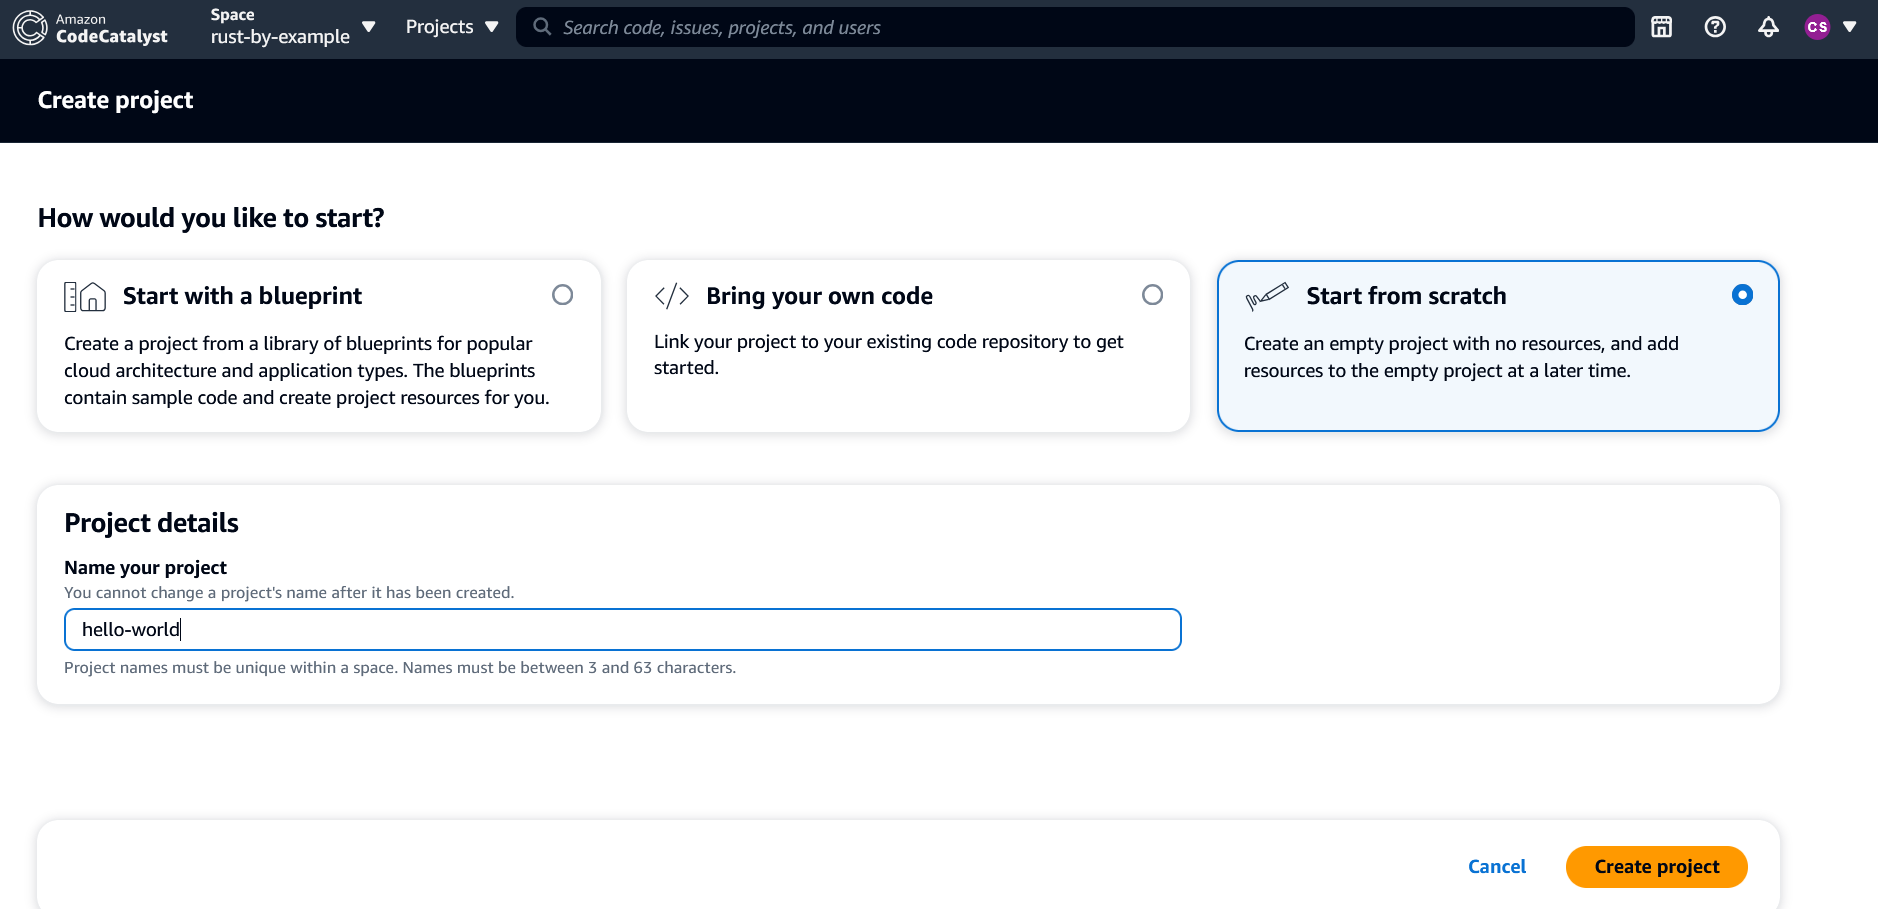 Amazon
CodeCatalyst
Space
rust-by-example
Projects
Search code, issues, projects, and users
CS
Create project
How would you like to start?
Start with a blueprint
Create a project from a library of blueprints for popular
cloud architecture and application types. The blueprints
contain sample code and create project resources for you.
Bring your own code
Link your project to your existing code repository to get
started.
Start from scratch
Create an empty project with no resources, and add
resources to the empty project at a later time.
Project details
Name your project
You cannot change a project's name after it has been created.
hello-world
Project names must be unique within a space. Names must be between 3 and 63 characters.
Cancel
Create project